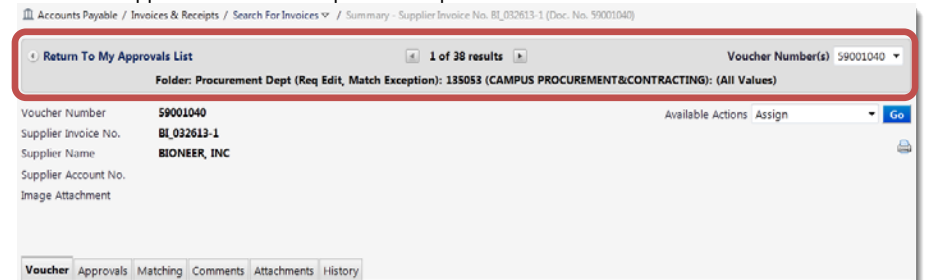 Accounts Payable / Invoices & Receipts / Search For Invoices / Summary - Supplier Invoice No. BI_032613-1 (Doc. No. 59001040)
Return To My Approvals List 1 of 38 results Voucher Number(s) 59001040
Folder: Procurement Dept (Req Edit, Match Exception): 135053 (CAMPUS PROCUREMENT&CONTRACTING): (All Values)
Voucher Number 59001040 Available Actions Assign Go
Supplier Invoice No. BI_032613-1
Supplier Name BIONEER, INC
Supplier Account No.
Image Attachment
Voucher Approvals Matching Comments Attachments History